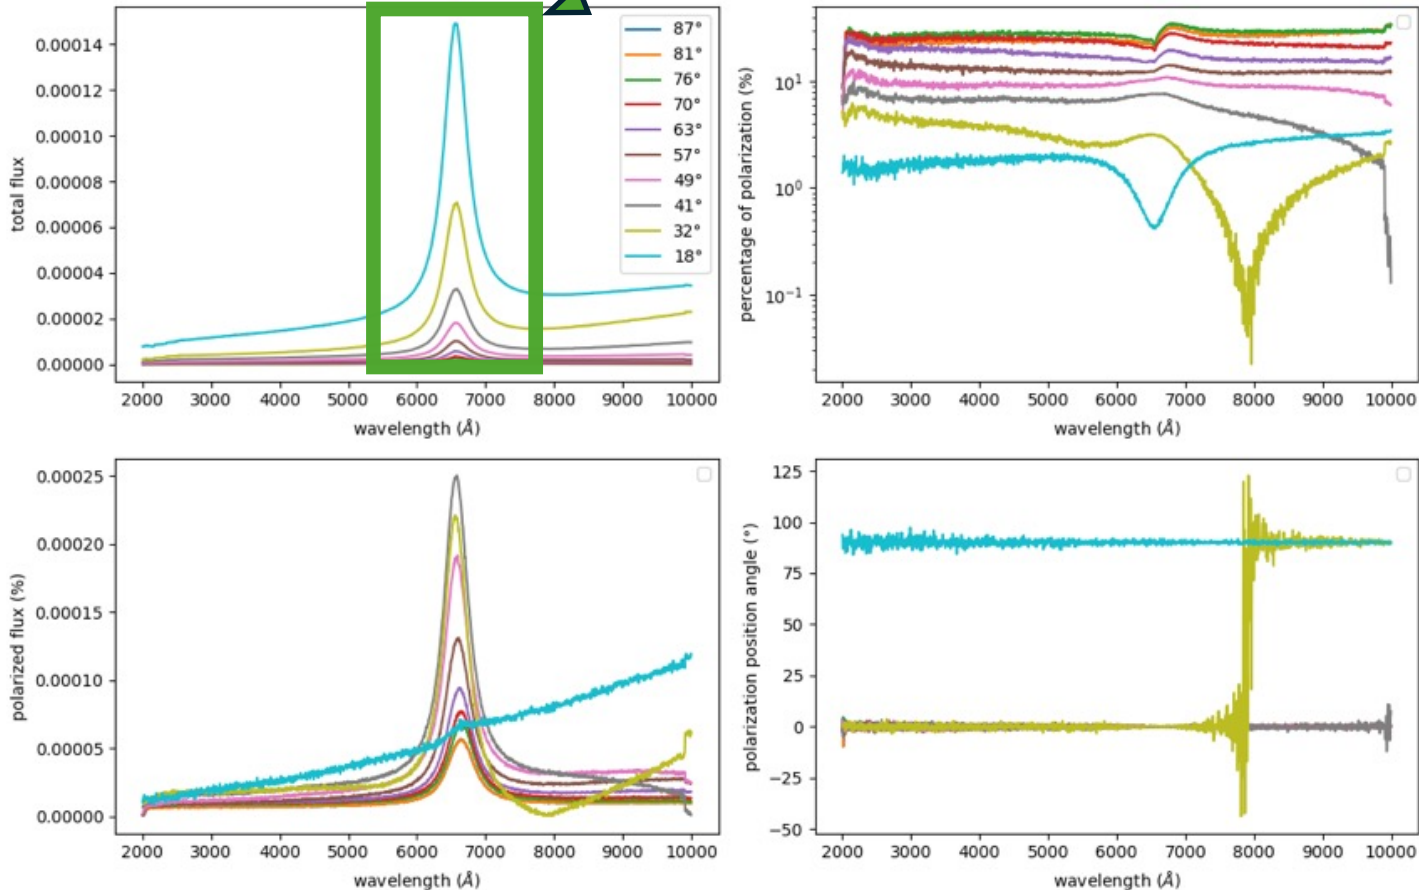 total flux
0.00014
0.00012
0.00010
0.00008
0.00006
0.00004
0.00002
0.00000
2000 3000 4000 5000 6000 7000 8000 9000 10000
wavelength (Å)
87°
81°
76°
70°
63°
57°
49°
41°
32°
18°
percentage of polarization (%)
10¹
10⁰
10⁻¹
2000 3000 4000 5000 6000 7000 8000 9000 10000
wavelength (Å)
polarized flux (%)
0.00025
0.00020
0.00015
0.00010
0.00005
0.00000
2000 3000 4000 5000 6000 7000 8000 9000 10000
wavelength (Å)
polarization position angle (°)
125
100
75
50
25
0
−25
−50
2000 3000 4000 5000 6000 7000 8000 9000 10000
wavelength (Å)